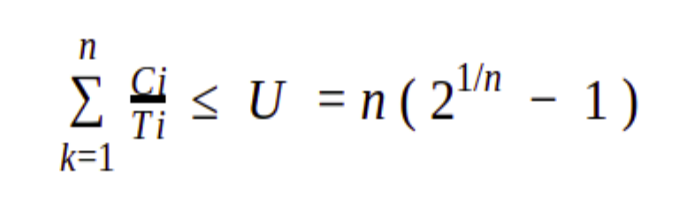 n
∑ Ci/Ti ≤ U = n ( 2^{1/n} − 1 )
k=1